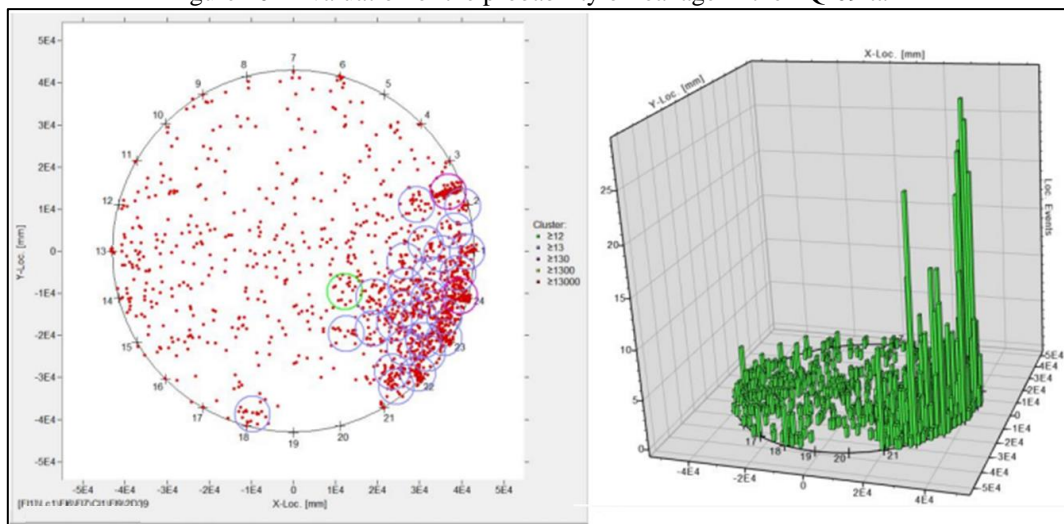 5E4
4E4
3E4
2E4
1E4
0
-1E4
-2E4
-3E4
-4E4
-5E4
Y-Loc. [mm]
7
8
6
9
5
10
4
11
3
12
2
13
14
24
15
23
16
22
17
21
18
20
19
-5E4
-4E4
-3E4
-2E4
-1E4
0
1E4
2E4
3E4
4E4
5E4
X-Loc. [mm]
Cluster:
≥12
≥13
≥130
≥1300
≥13000
X-Loc. [mm]
Y-Loc. [mm]
Loc. Events
25
20
15
10
5
0
17
18
19
20
21
5E4
4E4
3E4
2E4
1E4
0
-1E4
-2E4
-3E4
-4E4
-5E4
-4E4
-2E4
0
2E4
4E4